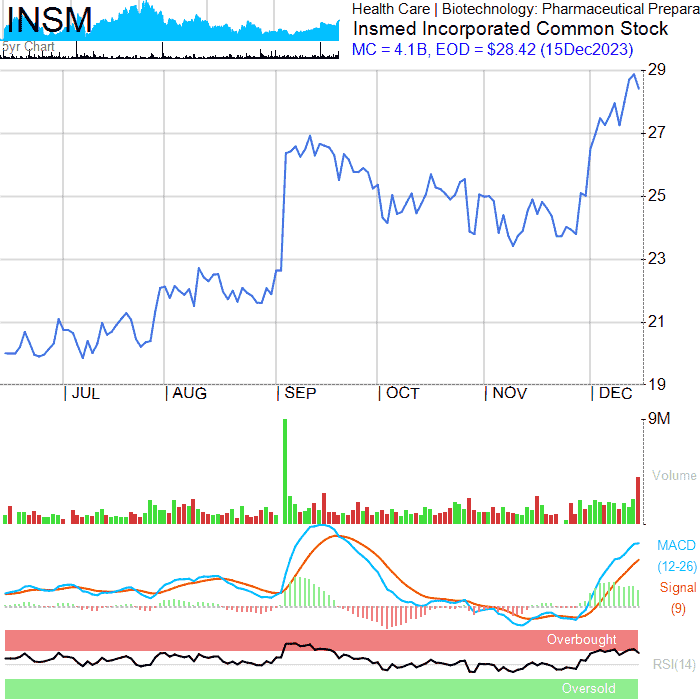 INSM
5yr Chart
Health Care | Biotechnology: Pharmaceutical Prepara
Insmed Incorporated Common Stock
MC = 4.1B, EOD = $28.42 (15Dec2023)
29
27
25
23
21
19
| JUL | AUG | SEP | OCT | NOV | DEC
9M
Volume
MACD
(12-26)
Signal
(9)
Overbought
RSI(14)
Oversold